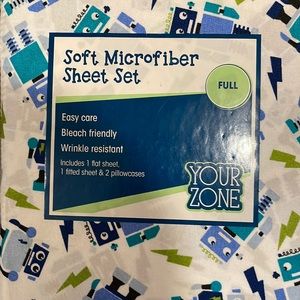 Soft Microfiber
Sheet Set
FULL
Easy care
Bleach friendly
Wrinkle resistant
Includes 1 flat sheet,
1 fitted sheet & 2 pillowcases
YOUR
ZONE